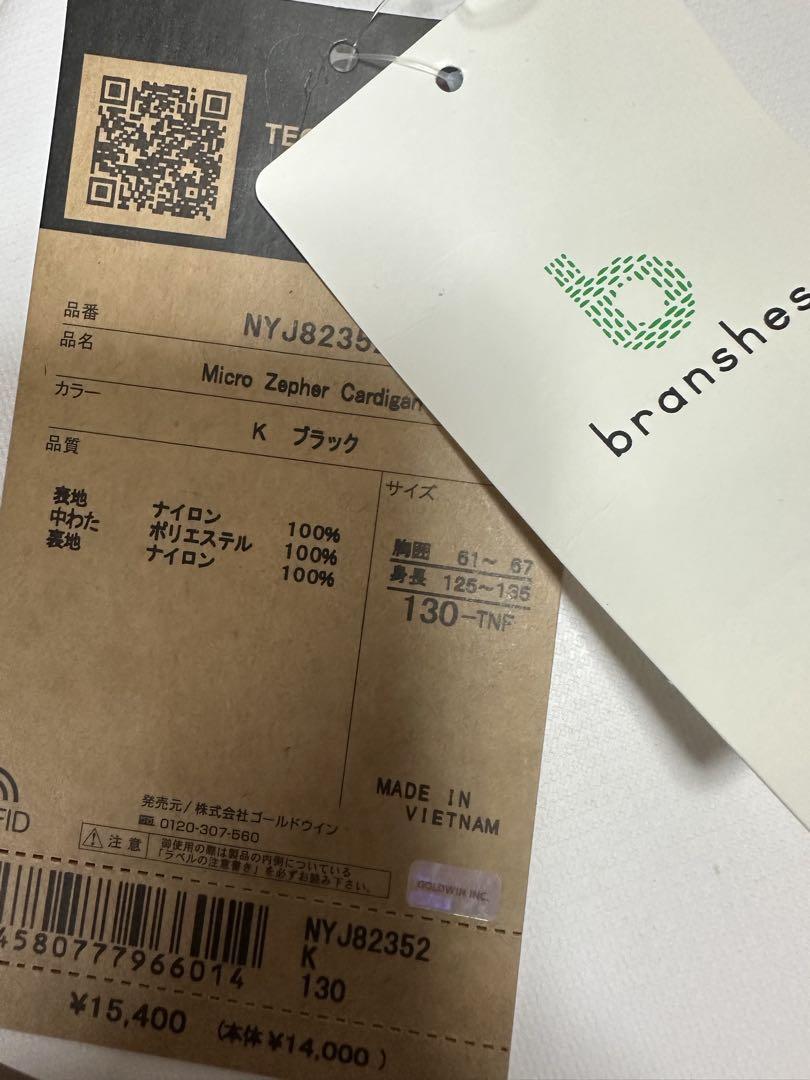 TEC
branshes
品番 NYJ82352
品名 Micro Zepher Cardigan
カラー K ブラック
品質
サイズ
表地 ナイロン 100%
中わた ポリエステル 100%
裏地 ナイロン 100%
胸囲 61～ 67
身長 125～135
130-TNF
MADE IN
VIETNAM
FID
発売元/株式会社ゴールドウイン
0120-307-560
注意
御使用の際は製品の内側についている
「ラベルの注意書き」を必ずお読み下さい。
GOLDWIN INC.
4580777966014
NYJ82352
K
130
¥15,400 (本体¥14,000)